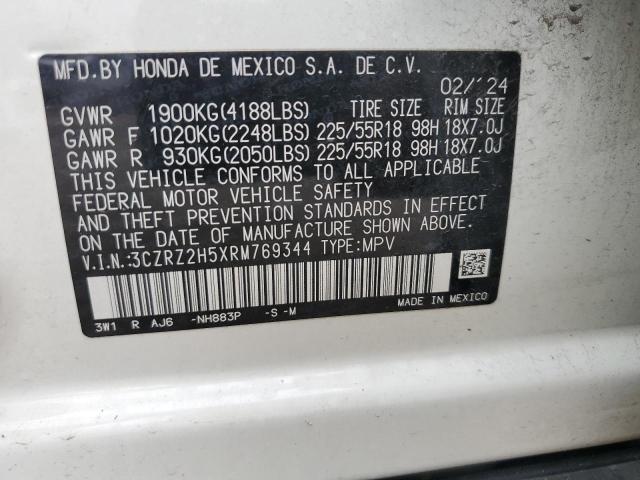 MFD.BY HONDA DE MEXICO S.A. DE C.V.
02/'24
GVWR 1900KG(4188LBS) TIRE SIZE RIM SIZE
GAWR F 1020KG(2248LBS) 225/55R18 98H 18X7.0J
GAWR R 930KG(2050LBS) 225/55R18 98H 18X7.0J
THIS VEHICLE CONFORMS TO ALL APPLICABLE
FEDERAL MOTOR VEHICLE SAFETY
AND THEFT PREVENTION STANDARDS IN EFFECT
ON THE DATE OF MANUFACTURE SHOWN ABOVE.
V.I.N.:3CZRZ2H5XRM769344 TYPE:MPV
MADE IN MEXICO
3W1 R AJ6 -NH883P -S -M